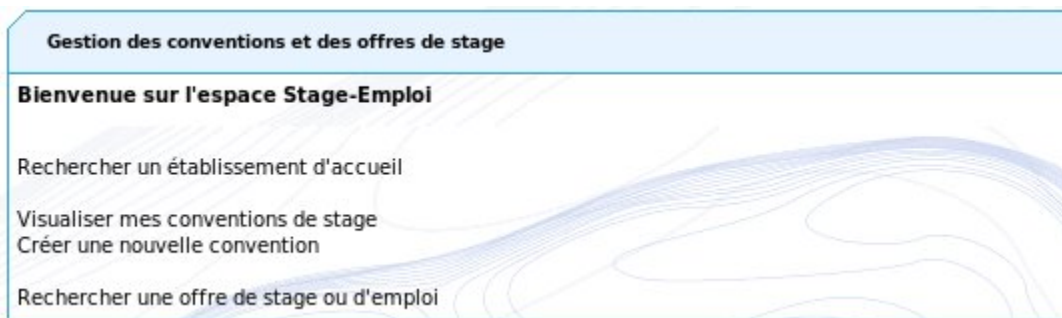 Gestion des conventions et des offres de stage
Bienvenue sur l'espace Stage-Emploi
Rechercher un établissement d'accueil
Visualiser mes conventions de stage
Créer une nouvelle convention
Rechercher une offre de stage ou d'emploi